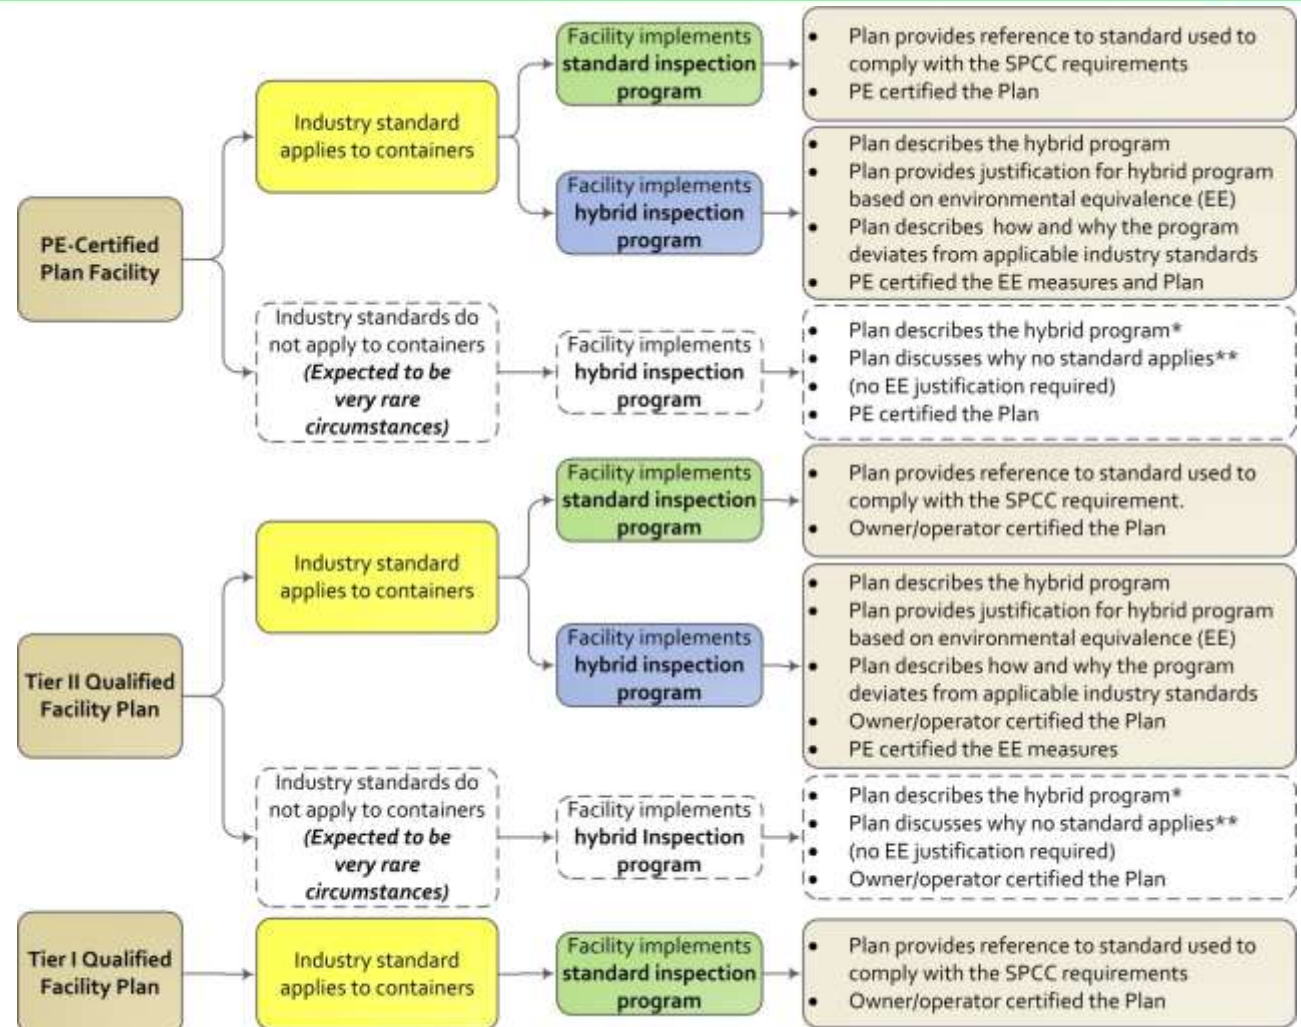 PE-Certified
Plan Facility
Industry standard
applies to containers
Facility implements
standard inspection
program
• Plan provides reference to standard used to
comply with the SPCC requirements
• PE certified the Plan
Facility implements
hybrid inspection
program
• Plan describes the hybrid program
• Plan provides justification for hybrid program
based on environmental equivalence (EE)
• Plan describes how and why the program
deviates from applicable industry standards
• PE certified the EE measures and Plan
Industry standards do
not apply to containers
(Expected to be
very rare
circumstances)
Facility implements
hybrid inspection
program
• Plan describes the hybrid program*
• Plan discusses why no standard applies**
• (no EE justification required)
• PE certified the Plan
Tier II Qualified
Facility Plan
Industry standard
applies to containers
Facility implements
standard inspection
program
• Plan provides reference to standard used to
comply with the SPCC requirement.
• Owner/operator certified the Plan
Facility implements
hybrid inspection
program
• Plan describes the hybrid program
• Plan provides justification for hybrid program
based on environmental equivalence (EE)
• Plan describes how and why the program
deviates from applicable industry standards
• Owner/operator certified the Plan
• PE certified the EE measures
Industry standards do
not apply to containers
(Expected to be
very rare
circumstances)
Facility implements
hybrid Inspection
program
• Plan describes the hybrid program*
• Plan discusses why no standard applies**
• (no EE justification required)
• Owner/operator certified the Plan
Tier I Qualified
Facility Plan
Industry standard
applies to containers
Facility implements
standard inspection
program
• Plan provides reference to standard used to
comply with the SPCC requirements
• Owner/operator certified the Plan